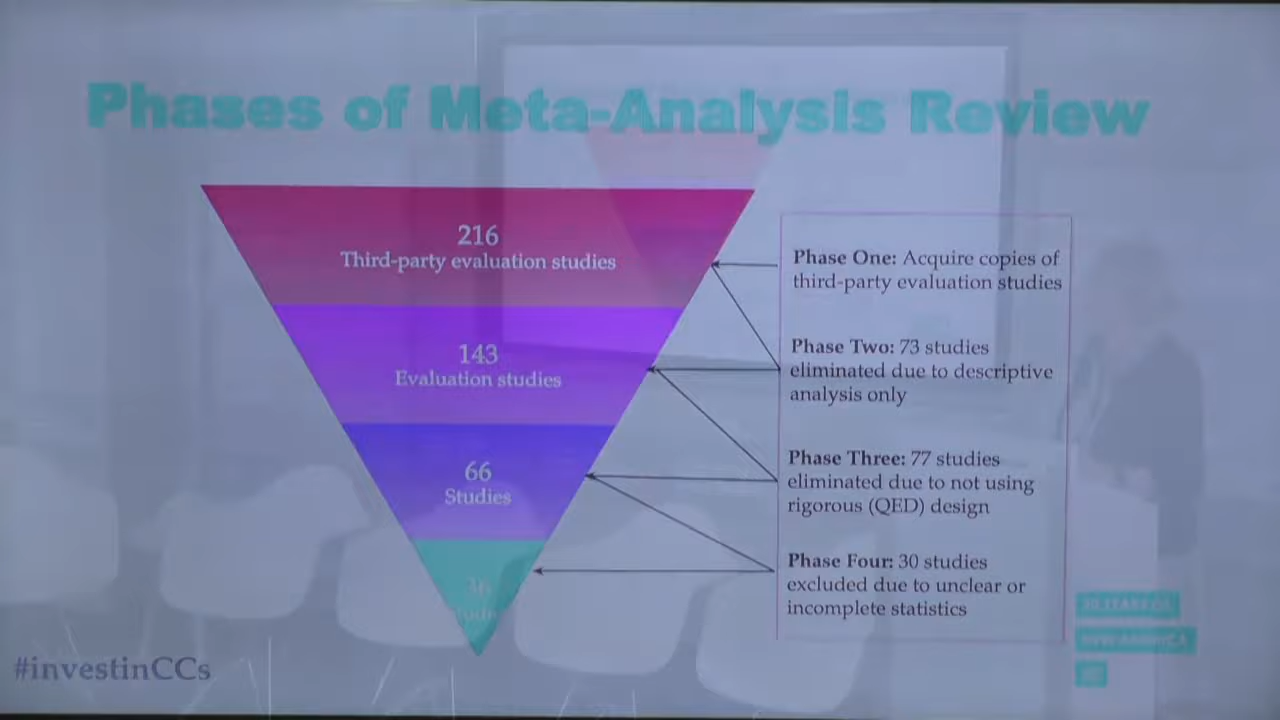 Phases of Meta-Analysis Review
216
Third-party evaluation studies
143
Evaluation studies
66
Studies
36
Phase One: Acquire copies of
third-party evaluation studies
Phase Two: 73 studies
eliminated due to descriptive
analysis only
Phase Three: 77 studies
eliminated due to not using
rigorous (QED) design
Phase Four: 30 studies
excluded due to unclear or
incomplete statistics
#investinCCs